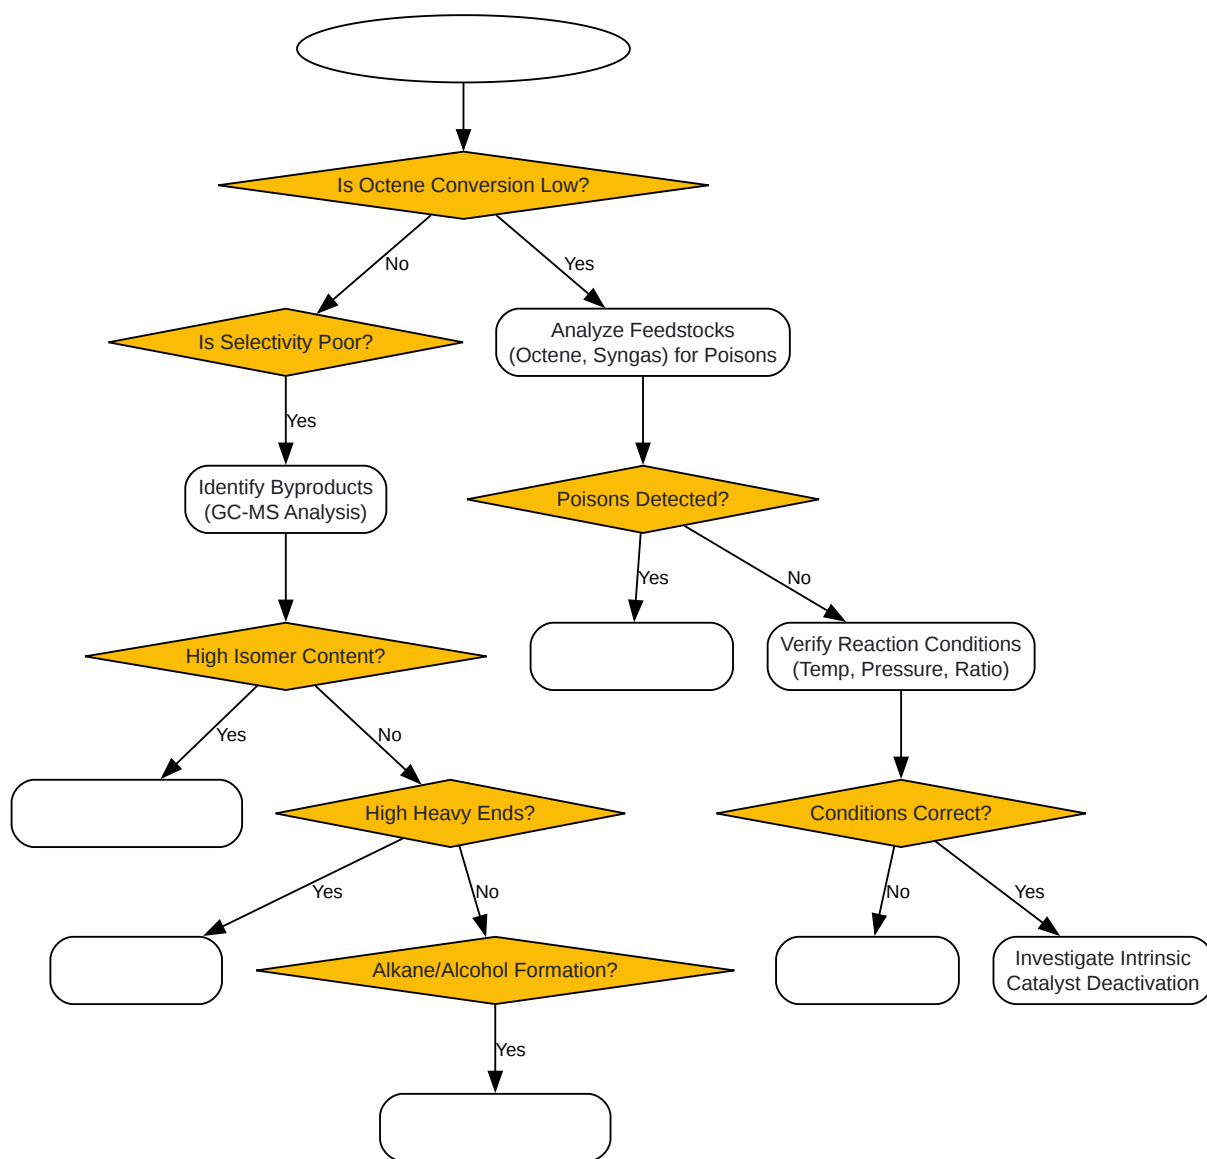 Is Octene Conversion Low?
No
Yes
Is Selectivity Poor?
Analyze Feedstocks
(Octene, Syngas) for Poisons
Yes
Identify Byproducts
(GC-MS Analysis)
Poisons Detected?
Yes
No
High Isomer Content?
Verify Reaction Conditions
(Temp, Pressure, Ratio)
Yes
No
High Heavy Ends?
Conditions Correct?
Yes
No
No
Yes
Alkane/Alcohol Formation?
Investigate Intrinsic
Catalyst Deactivation
Yes